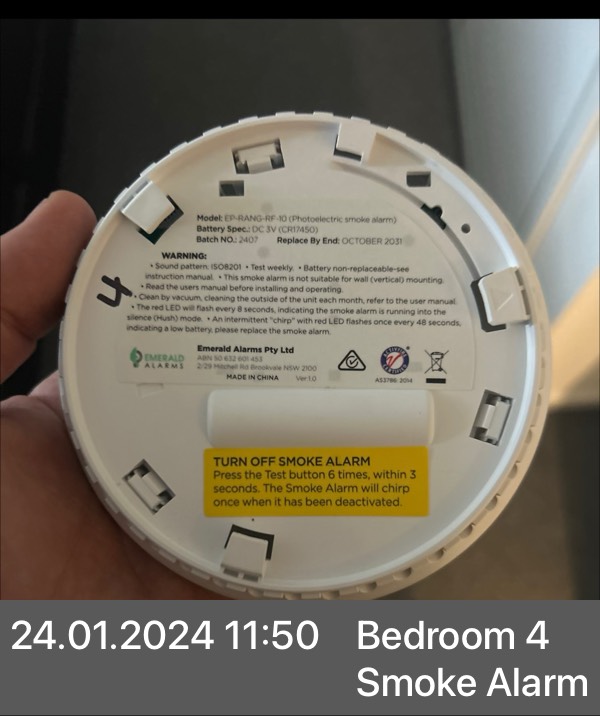 Model: EP-RANG-RF-10 (Photoelectric smoke alarm)
Battery Spec.: DC 3V (CR17450)
Batch NO.: 2407 Replace By End: OCTOBER 2031
WARNING:
• Sound pattern: ISO8201 • Test weekly. • Battery non-replaceable-see
instruction manual. • This smoke alarm is not suitable for wall (vertical) mounting.
• Read the users manual before installing and operating.
• Clean by vacuum, cleaning the outside of the unit each month, refer to the user manual.
• The red LED will flash every 8 seconds, indicating the smoke alarm is running into the
silence (Hush) mode. • An intermittent "chirp" with red LED flashes once every 48 seconds,
indicating a low battery, please replace the smoke alarm.
4
EMERALD
ALARMS
Emerald Alarms Pty Ltd
ABN 50 632 601 453
2/29 Mitchell Rd Brookvale NSW 2100
MADE IN CHINA Ver:1.0
AS3786: 2014
TURN OFF SMOKE ALARM
Press the Test button 6 times, within 3
seconds. The Smoke Alarm will chirp
once when it has been deactivated.
24.01.2024 11:50 Bedroom 4
Smoke Alarm